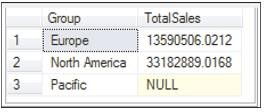 Group TotalSales
1 Europe 13590506.0212
2 North America 33182889.0168
3 Pacific NULL